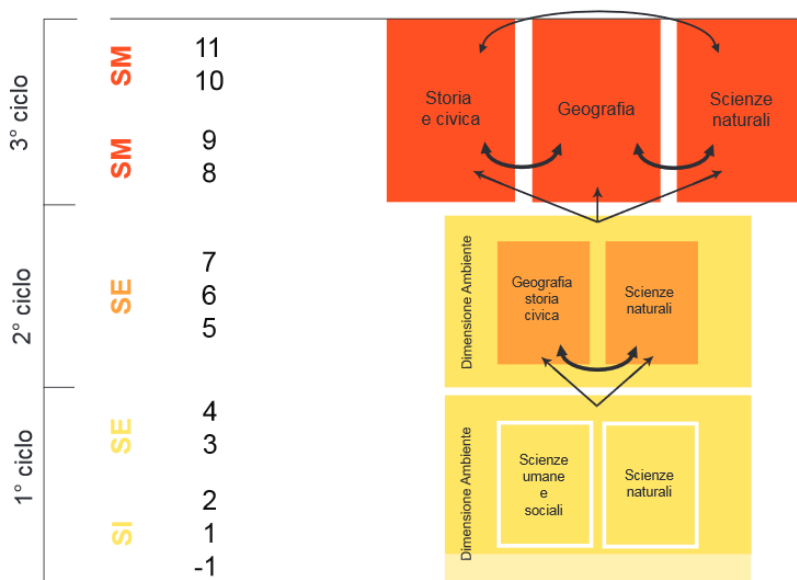 3° ciclo
SM
11
10
SM
9
8
Storia
e civica
Geografia
Scienze
naturali
2° ciclo
SE
7
6
5
Dimensione Ambiente
Geografia
storia
civica
Scienze
naturali
1° ciclo
SE
4
3
SI
2
1
-1
Dimensione Ambiente
Scienze
umane
e
sociali
Scienze
naturali